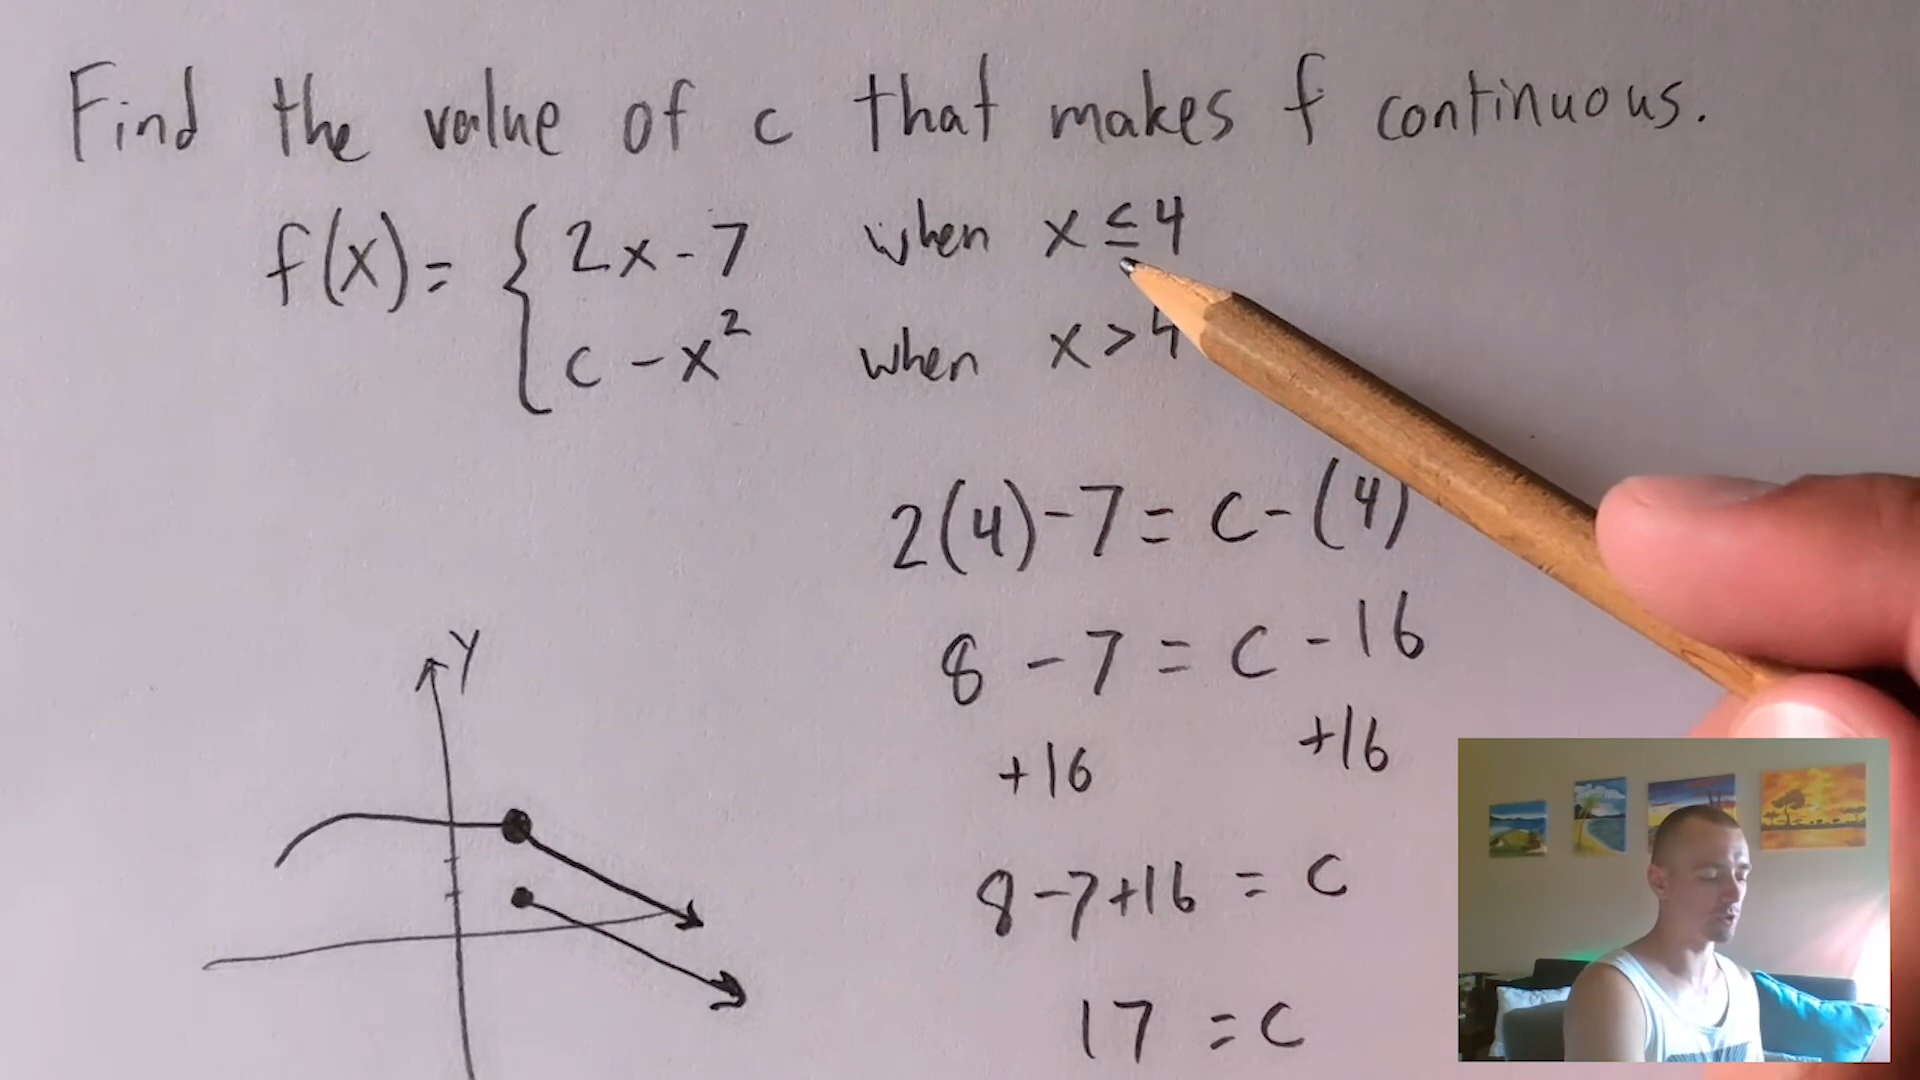 Find the value of c that makes f continuous.
f(x) = { 2x - 7 when x ≤ 4
c - x² when x > 4
2(4) - 7 = c - (4)
8 - 7 = c - 16
+16 +16
8 - 7 + 16 = c
17 = c
Y